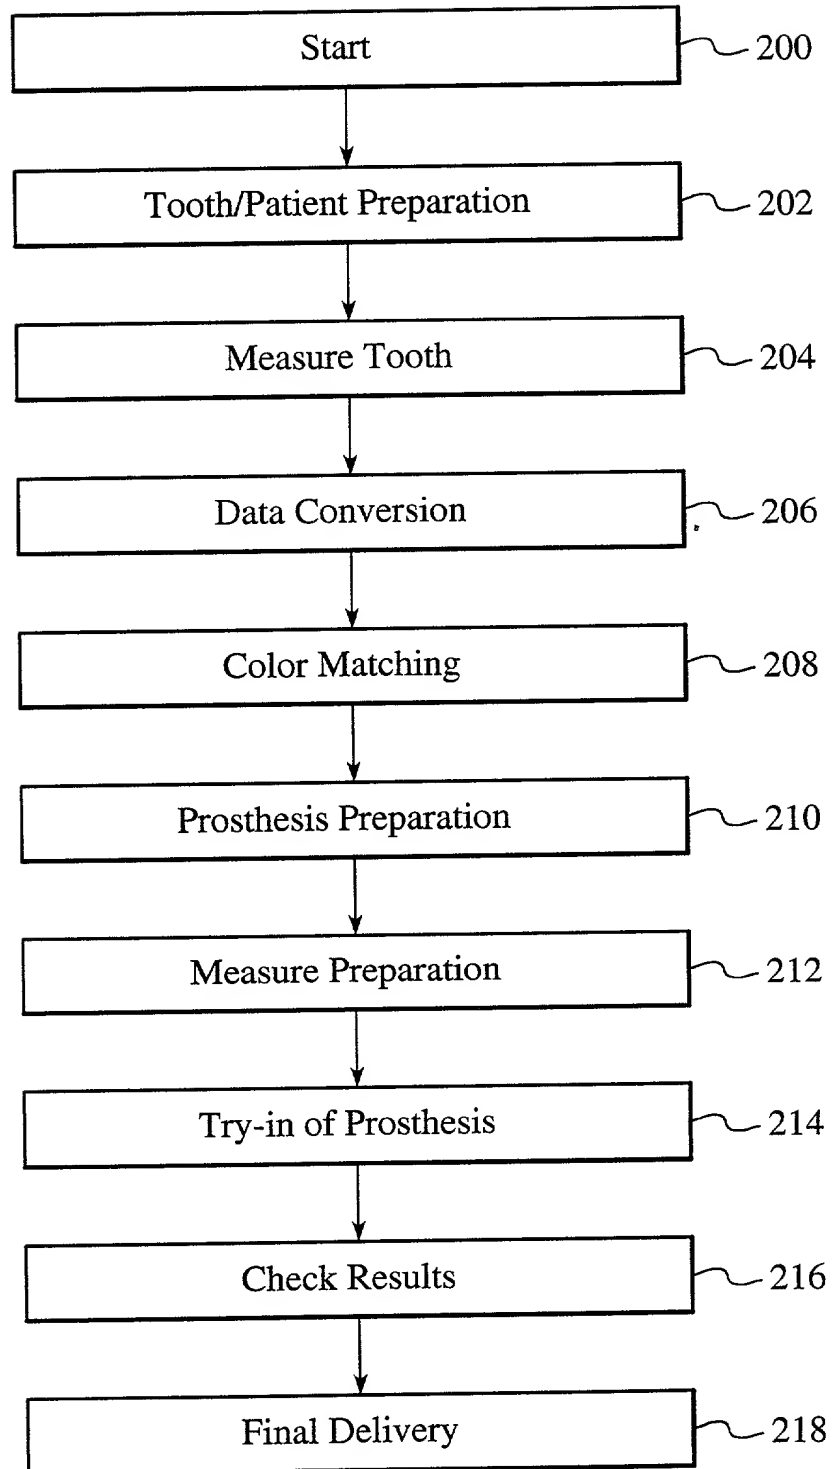 Start 200
Tooth/Patient Preparation 202
Measure Tooth 204
Data Conversion 206
Color Matching 208
Prosthesis Preparation 210
Measure Preparation 212
Try-in of Prosthesis 214
Check Results 216
Final Delivery 218